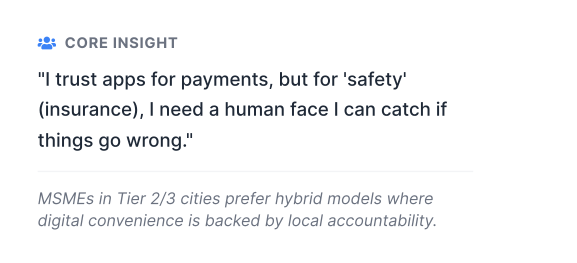 CORE INSIGHT
"I trust apps for payments, but for 'safety'
(insurance), I need a human face I can catch if
things go wrong."
MSMEs in Tier 2/3 cities prefer hybrid models where
digital convenience is backed by local accountability.